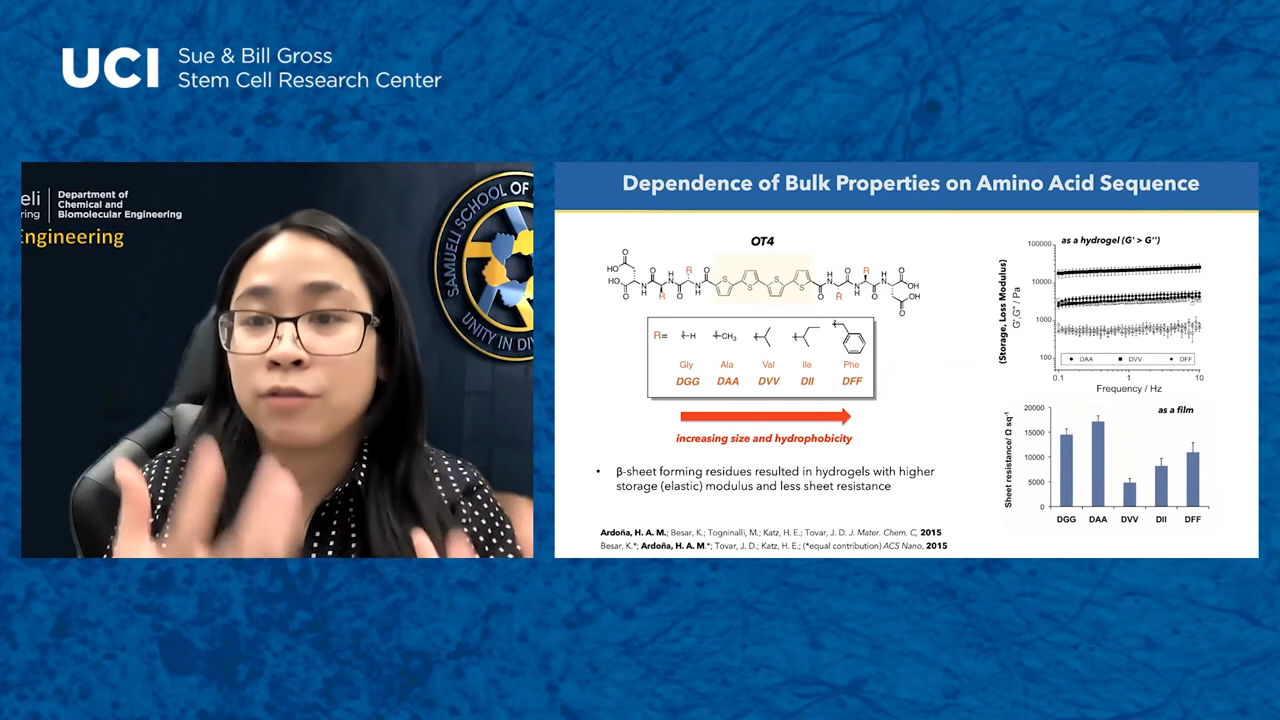 UCI
Sue & Bill Gross
Stem Cell Research Center
eli
ring
Department of
Chemical and
Biomolecular Engineering
Engineering
SAMUELI SCHOOL OF
UNITY IN DIV
Dependence of Bulk Properties on Amino Acid Sequence
OT4
HO
O
HO
O
O
O
R
O
R
H
N
N
H
H
N
N
H
S
S
S
S
O
O
R
R
OH
OH
R=
H
CH₃
Gly
Ala
Val
Ile
Phe
DGG
DAA
DVV
DII
DFF
increasing size and hydrophobicity
• β-sheet forming residues resulted in hydrogels with higher
storage (elastic) modulus and less sheet resistance
Ardoña, H. A. M.; Besar, K.; Togninalli, M.; Katz, H. E.; Tovar, J. D. J. Mater. Chem. C, 2015
Besar, K.*; Ardoña, H. A. M.*; Tovar, J. D.; Katz, H. E.; (*equal contribution) ACS Nano, 2015
as a hydrogel (G' > G'')
(Storage, Loss Modulus)
G',G'' / Pa
100000
10000
1000
100
DAA
DVV
DFF
0.1
1
10
Frequency / Hz
as a film
Sheet resistance/ Ω sq⁻¹
20000
15000
10000
5000
0
DGG
DAA
DVV
DII
DFF